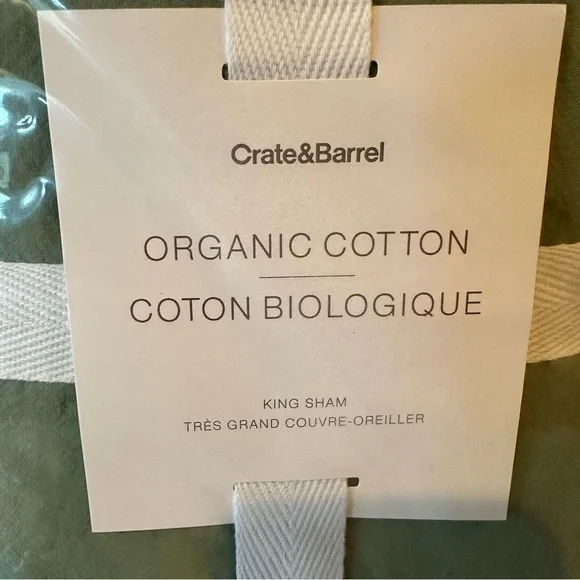 Crate&Barrel
ORGANIC COTTON
COTON BIOLOGIQUE
KING SHAM
TRÈS GRAND COUVRE-OREILLER